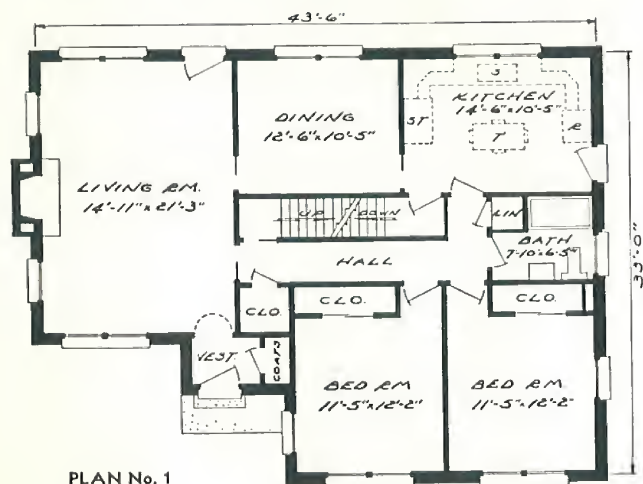 43'-6"
DINING
12'-6"x10'-5"
S
KITCHEN
14'-6"x10'-5"
ST
T
R
LIVING RM.
14'-11"x21'-3"
UP
DOWN
LIN
BATH
7'-10"x6'-5"
33'-0"
HALL
CLO.
CLO.
CLO.
VEST
COATS
BED RM
11'-5"x12'-2"
BED RM.
11'-5"x12'-2"
PLAN No. 1